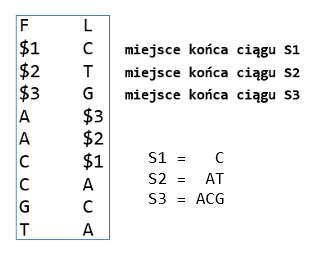 F L
$1 C miejsce końca ciągu S1
$2 T miejsce końca ciągu S2
$3 G miejsce końca ciągu S3
A $3
A $2
C $1 S1 = C
C A S2 = AT
G C S3 = ACG
T A